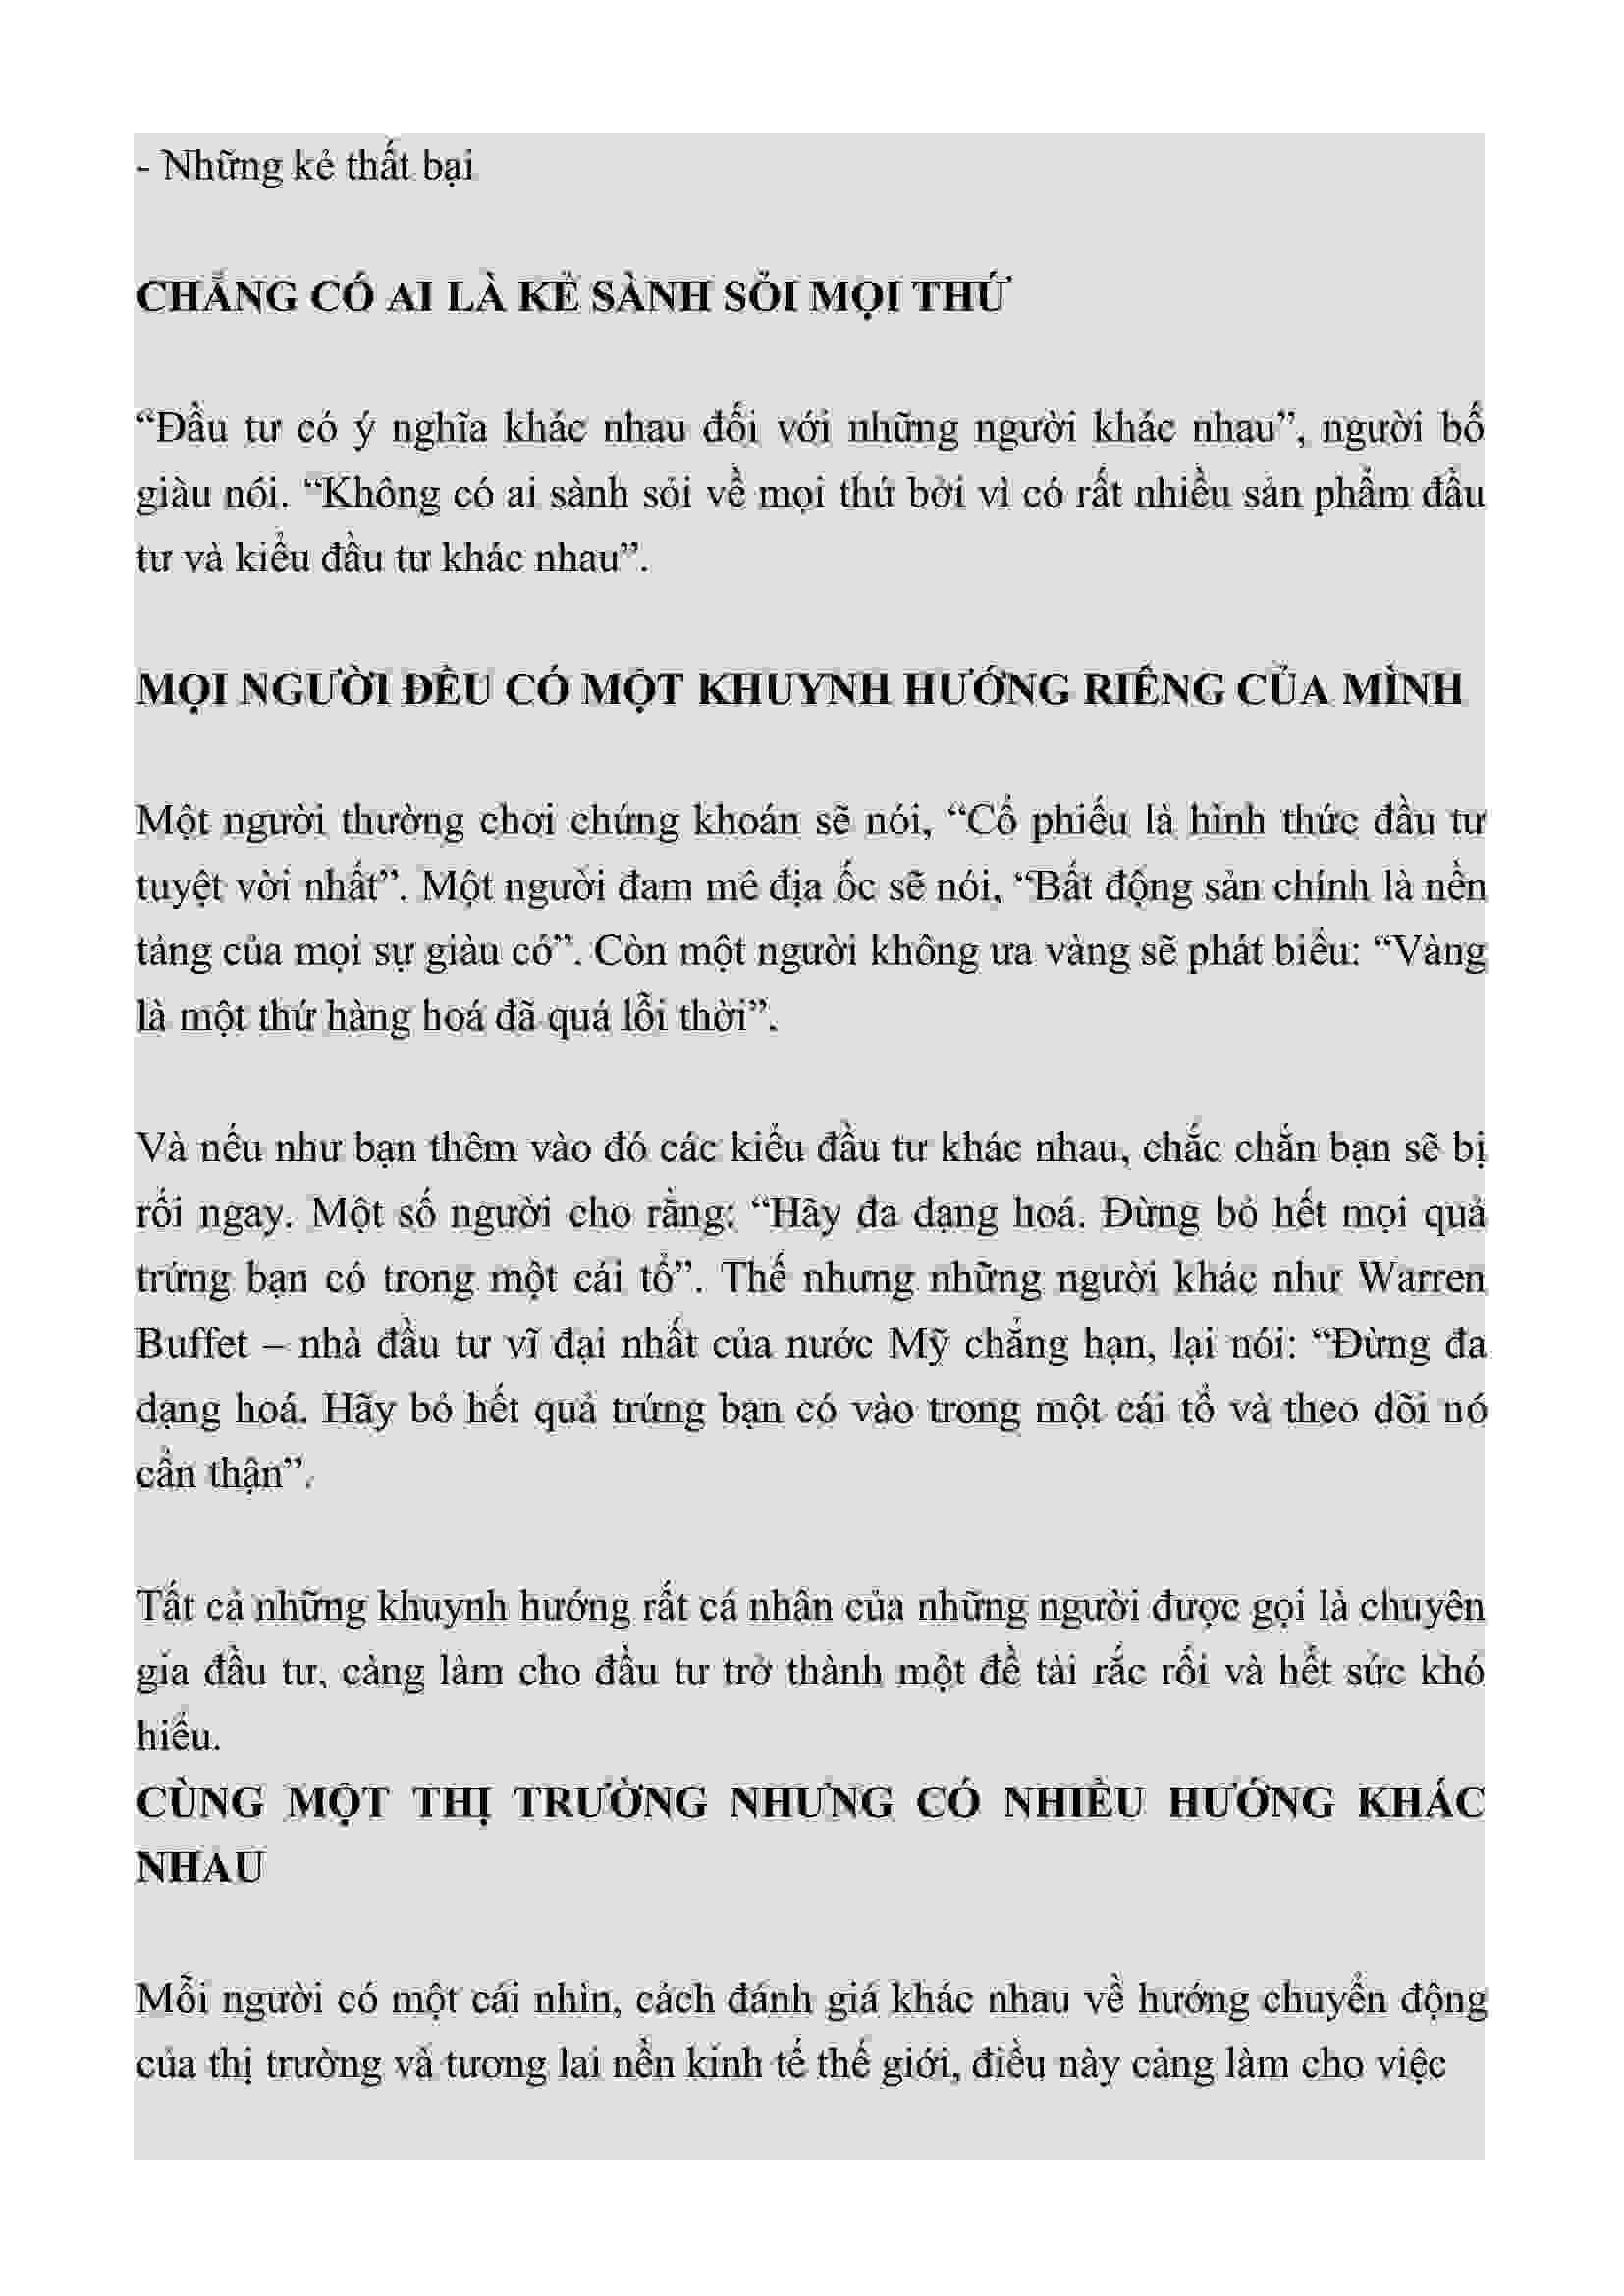 - Những kẻ thất bại
CHẲNG CÓ AI LÀ KẺ SÀNH SỎI MỌI THỨ
“Đầu tư có ý nghĩa khác nhau đối với những người khác nhau”, người bố
giàu nói. “Không có ai sành sỏi về mọi thứ bởi vì có rất nhiều sản phẩm đầu
tư và kiểu đầu tư khác nhau”.
MỌI NGƯỜI ĐỀU CÓ MỘT KHUYNH HƯỚNG RIÊNG CỦA MÌNH
Một người thường chơi chứng khoán sẽ nói, “Cổ phiếu là hình thức đầu tư
tuyệt vời nhất”. Một người đam mê địa ốc sẽ nói, “Bất động sản chính là nền
tảng của mọi sự giàu có”. Còn một người không ưa vàng sẽ phát biểu: “Vàng
là một thứ hàng hoá đã quá lỗi thời”.
Và nếu như bạn thêm vào đó các kiểu đầu tư khác nhau, chắc chắn bạn sẽ bị
rối ngay. Một số người cho rằng: “Hãy đa dạng hoá. Đừng bỏ hết mọi quả
trứng bạn có trong một cái tổ”. Thế nhưng những người khác như Warren
Buffet – nhà đầu tư vĩ đại nhất của nước Mỹ chẳng hạn, lại nói: “Đừng đa
dạng hoá. Hãy bỏ hết quả trứng bạn có vào trong một cái tổ và theo dõi nó
cẩn thận”.
Tất cả những khuynh hướng rất cá nhân của những người được gọi là chuyên
gia đầu tư, càng làm cho đầu tư trở thành một đề tài rắc rối và hết sức khó
hiểu.
CÙNG MỘT THỊ TRƯỜNG NHƯNG CÓ NHIỀU HƯỚNG KHÁC
NHAU
Mỗi người có một cái nhìn, cách đánh giá khác nhau về hướng chuyển động
của thị trường và tương lai nền kinh tế thế giới, điều này càng làm cho việc